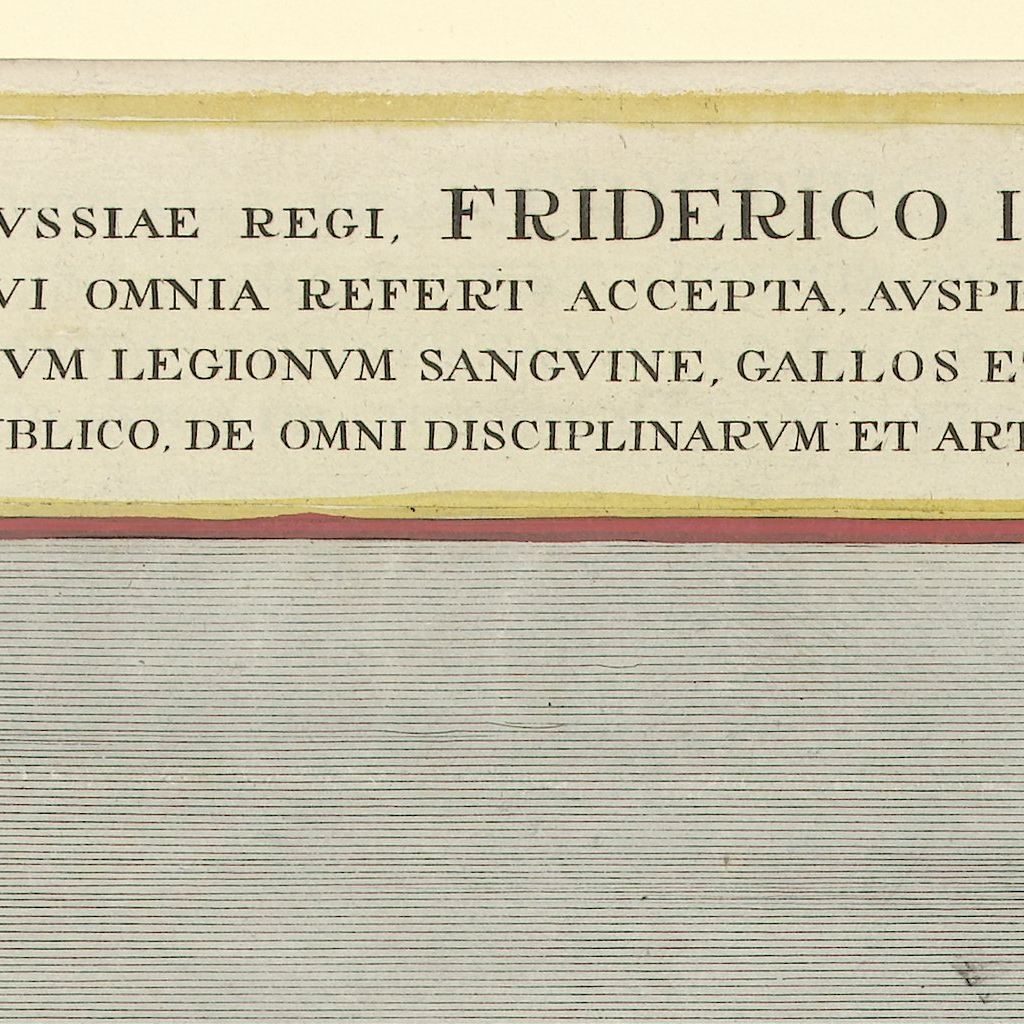 VSSIAE REGI, FRIDERICO I
VI OMNIA REFERT ACCEPTA, AVSPI
VM LEGIONVM SANGVINE, GALLOS E
BLICO, DE OMNI DISCIPLINARVM ET ART